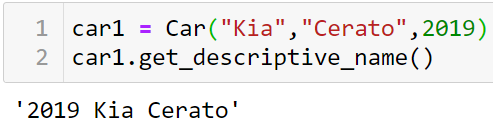 1 car1 = Car("Kia","Cerato",2019)
2 car1.get_descriptive_name()
'2019 Kia Cerato'